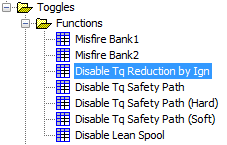 Toggles
Functions
Misfire Bank1
Misfire Bank2
Disable Tq Reduction by Ign
Disable Tq Safety Path
Disable Tq Safety Path (Hard)
Disable Tq Safety Path (Soft)
Disable Lean Spool